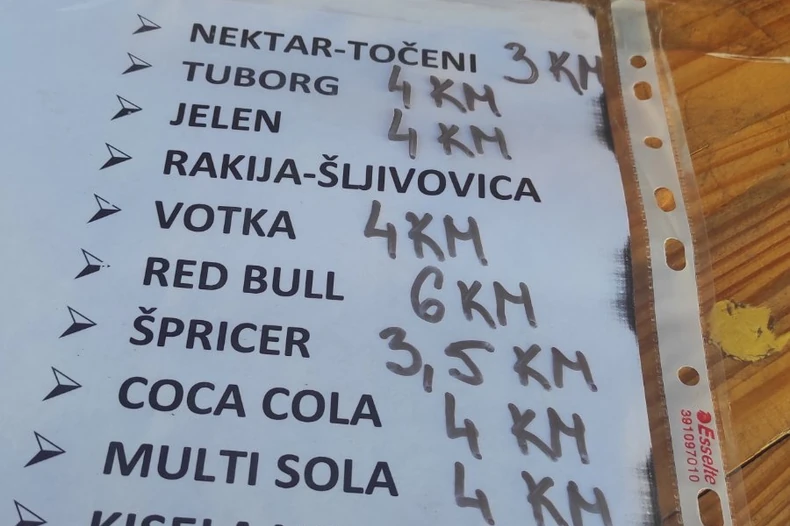 NEKTAR-TOČENI 3 KM
TUBORG 4 KM
JELEN 4 KM
RAKIJA-ŠLJIVOVICA
VOTKA 4 KM
RED BULL 6 KM
ŠPRICER 3,5 KM
COCA COLA 4 KM
MULTI SOLA 4 KM
Esselte
391097010